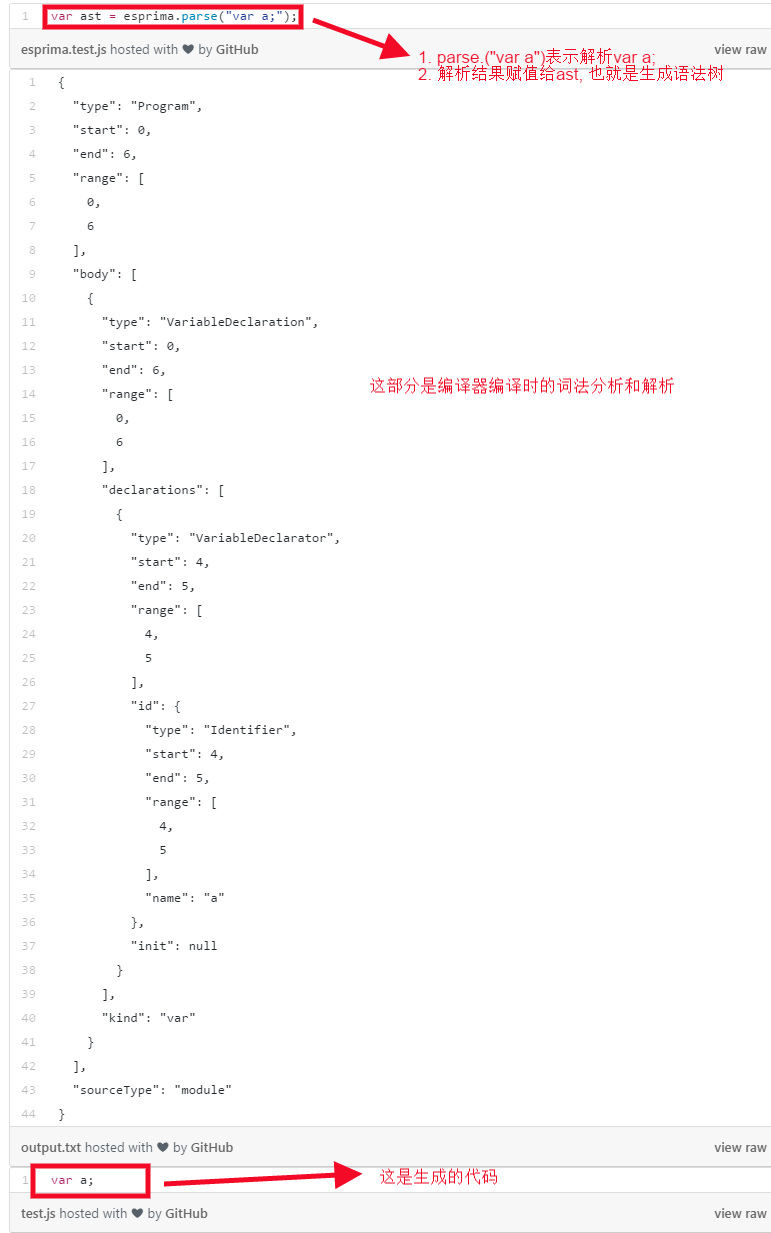 1 var ast = esprima.parse("var a;");
esprima.test.js hosted with ❤ by GitHub view raw
1. parse.("var a")表示解析var a;
2. 解析结果赋值给ast, 也就是生成语法树
1 {
2 "type": "Program",
3 "start": 0,
4 "end": 6,
5 "range": [
6 0,
7 6
8 ],
9 "body": [
10 {
11 "type": "VariableDeclaration",
12 "start": 0,
13 "end": 6,
这部分是编译器编译时的词法分析和解析
14 "range": [
15 0,
16 6
17 ],
18 "declarations": [
19 {
20 "type": "VariableDeclarator",
21 "start": 4,
22 "end": 5,
23 "range": [
24 4,
25 5
26 ],
27 "id": {
28 "type": "Identifier",
29 "start": 4,
30 "end": 5,
31 "range": [
32 4,
33 5
34 ],
35 "name": "a"
36 },
37 "init": null
38 }
39 ],
40 "kind": "var"
41 }
42 ],
43 "sourceType": "module"
44 }
output.txt hosted with ❤ by GitHub view raw
1 var a;
这是生成的代码
test.js hosted with ❤ by GitHub view raw